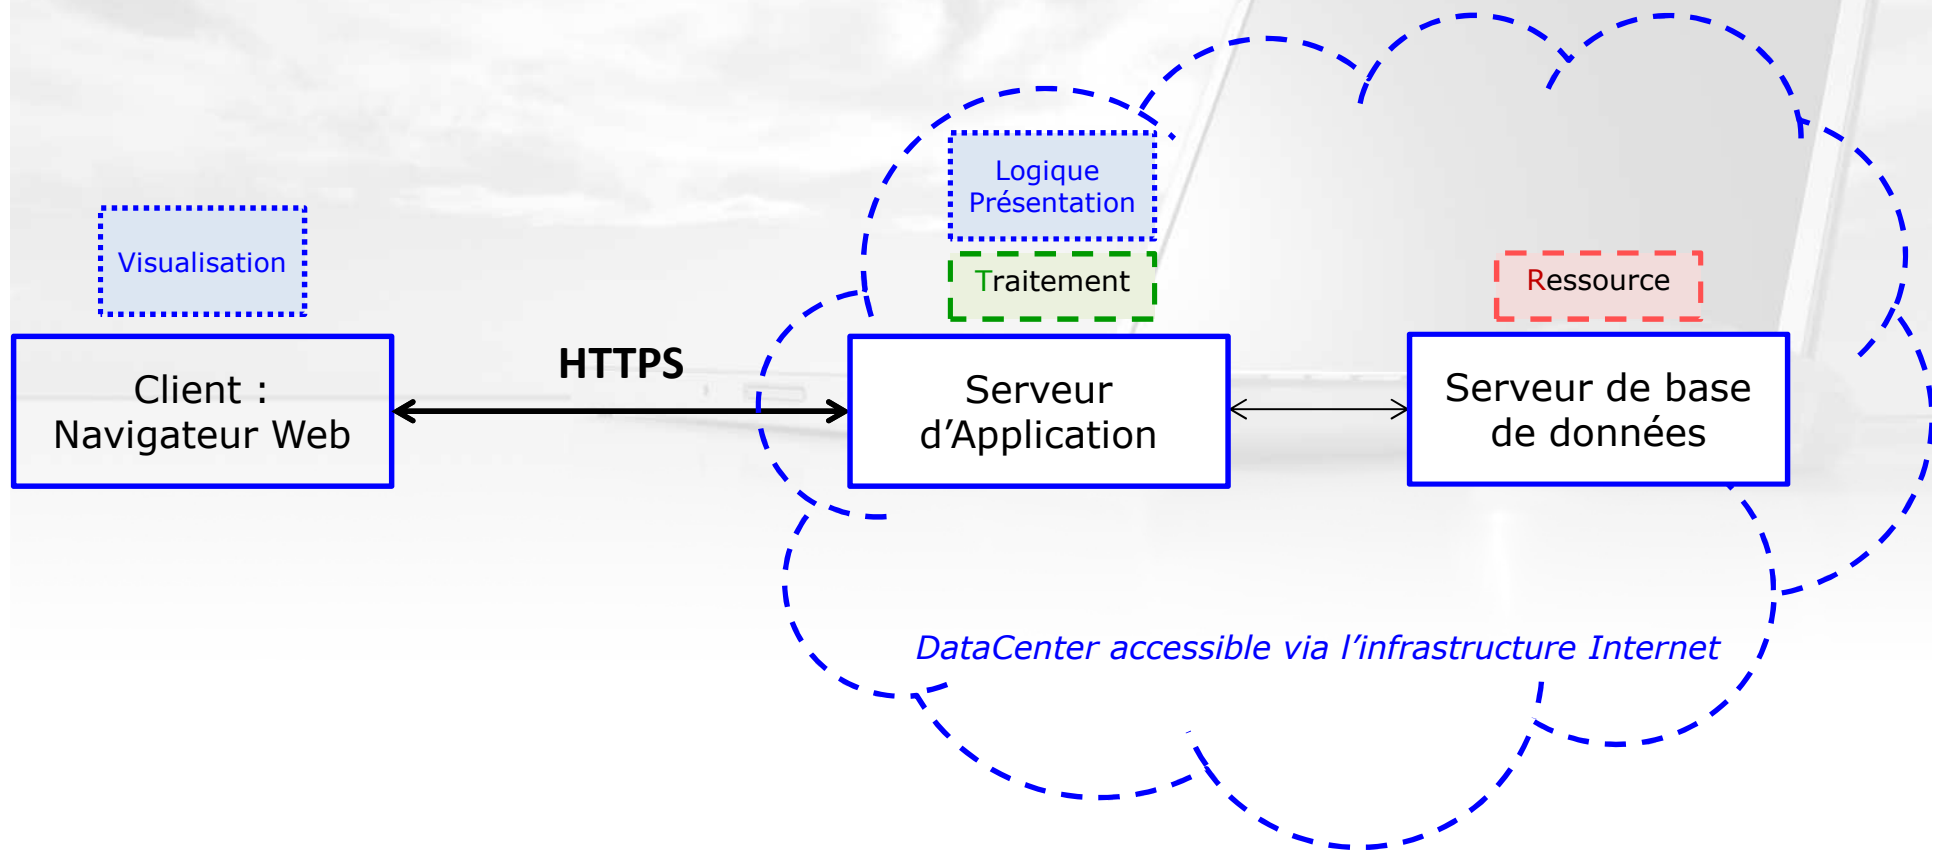 Logique
Présentation
Visualisation
Traitement
Ressource
HTTPS
Client :
Navigateur Web
Serveur
d’Application
Serveur de base
de données
DataCenter accessible via l’infrastructure Internet